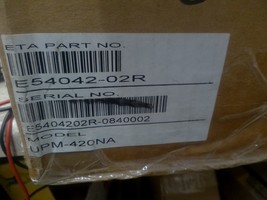 ETA PART NO.
E54042-02R
SERIAL NO.
E5404202R-0840002
MODEL
UPM-420NA